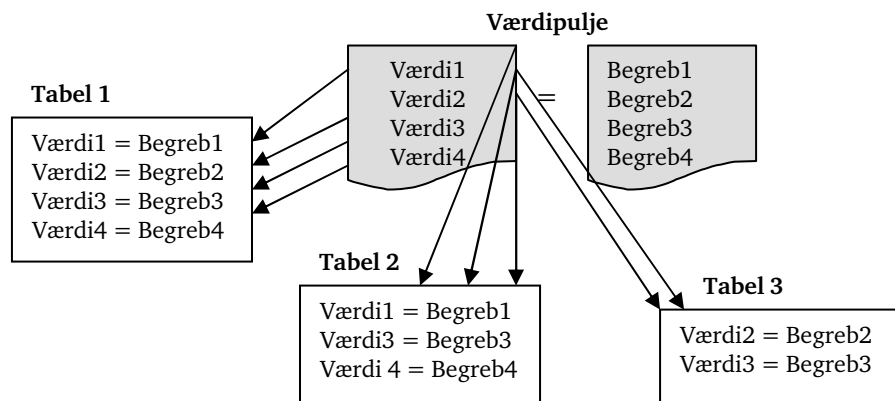 Værdipulje
Værdi1
Værdi2
Værdi3
Værdi4
=
Begreb1
Begreb2
Begreb3
Begreb4
Tabel 1
Værdi1 = Begreb1
Værdi2 = Begreb2
Værdi3 = Begreb3
Værdi4 = Begreb4
Tabel 2
Værdi1 = Begreb1
Værdi3 = Begreb3
Værdi 4 = Begreb4
Tabel 3
Værdi2 = Begreb2
Værdi3 = Begreb3